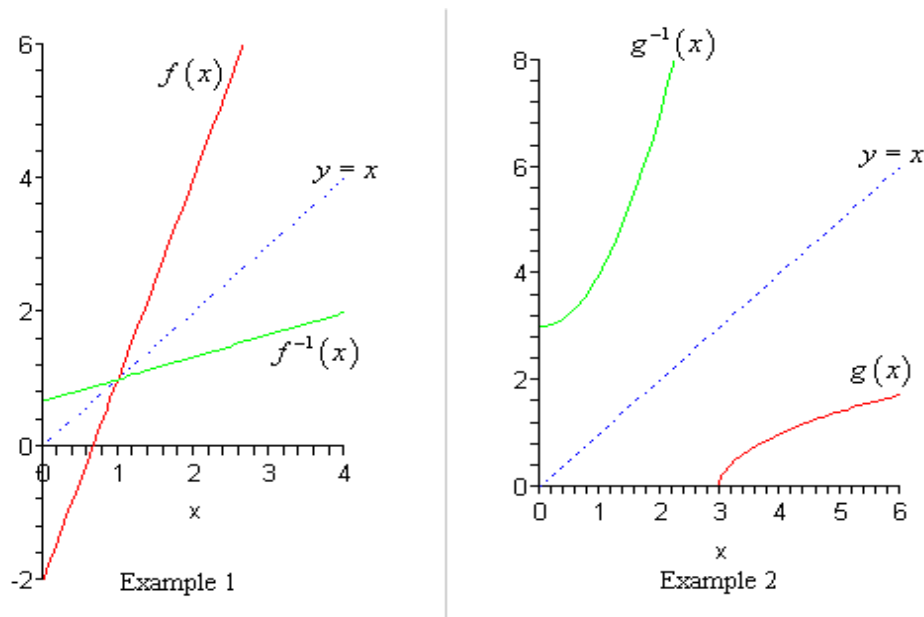 6
f(x)
4
y = x
2
f⁻¹(x)
0
0 1 2 3 4
x
-2
Example 1
g⁻¹(x)
8
y = x
6
4
2
g(x)
0
0 1 2 3 4 5 6
x
Example 2